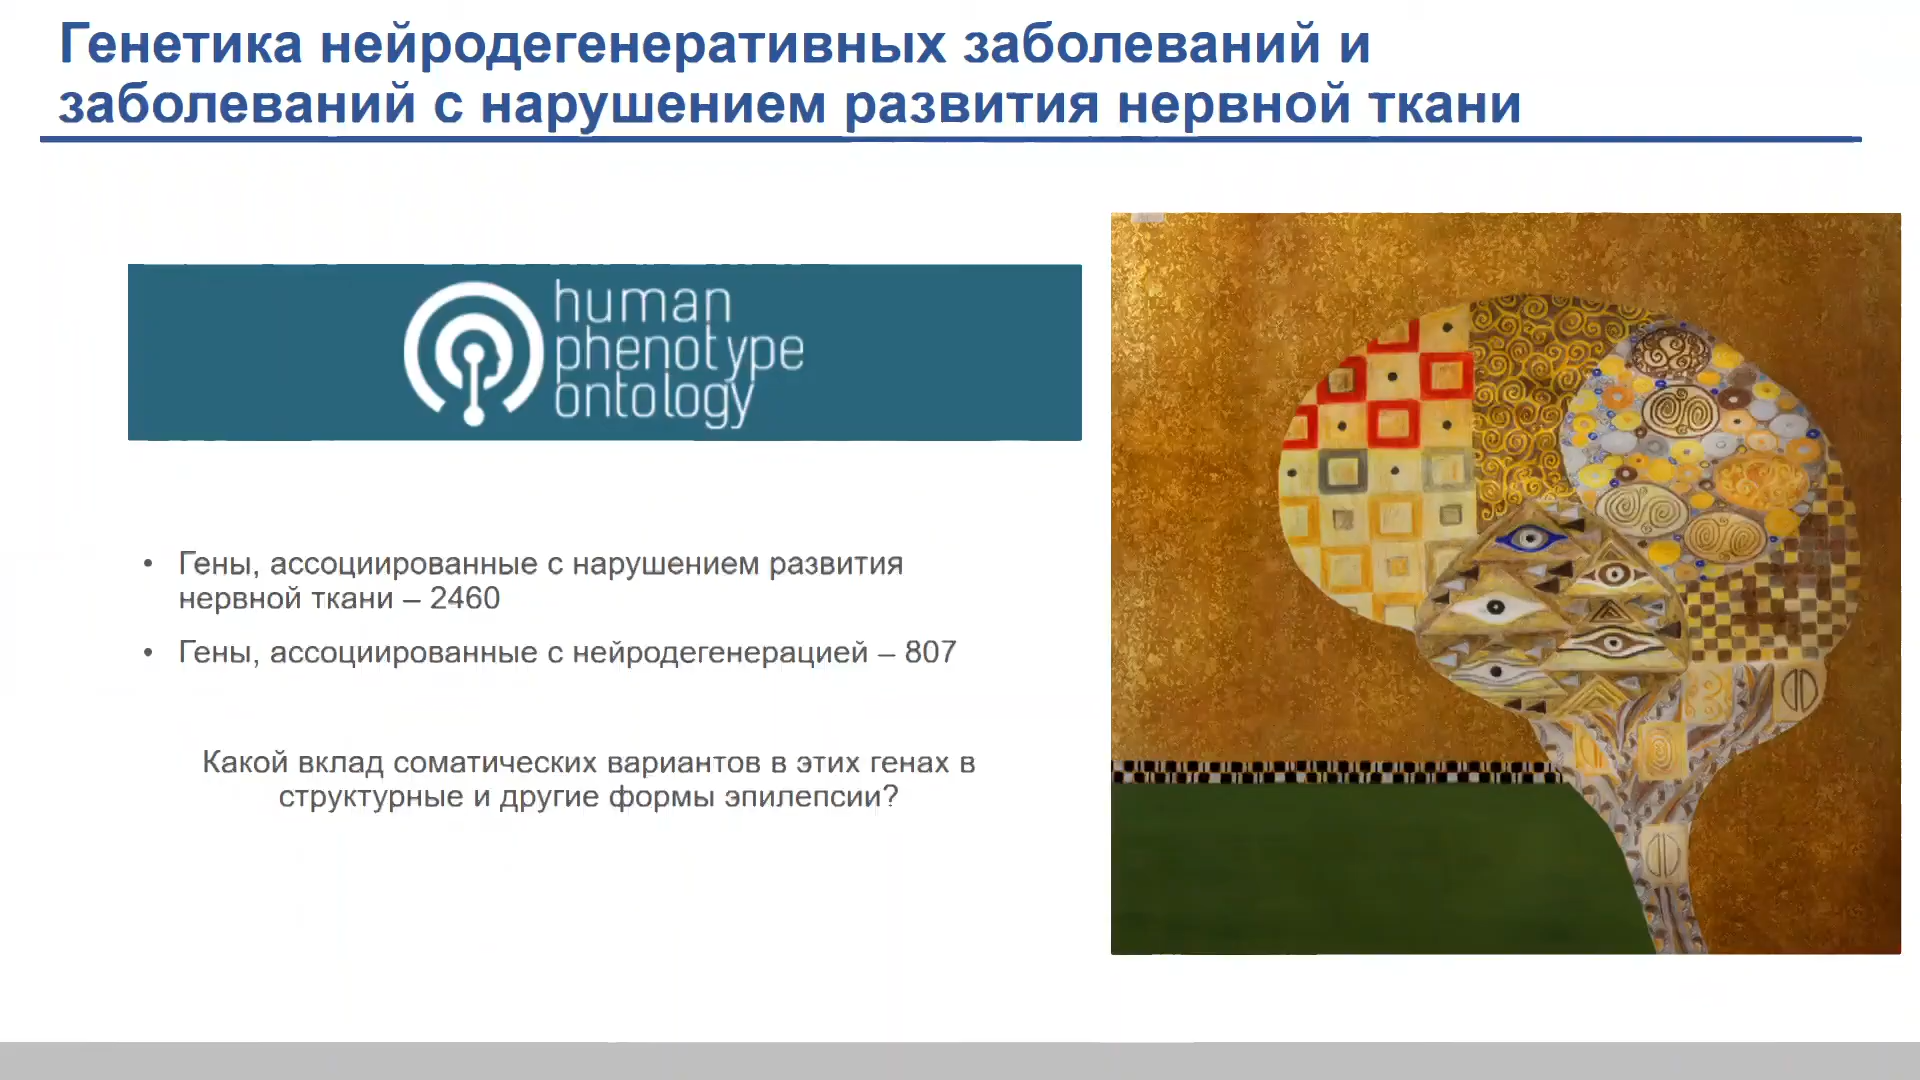 Генетика нейродегенеративных заболеваний и
заболеваний с нарушением развития нервной ткани
human
phenotype
ontology
• Гены, ассоциированные с нарушением развития
нервной ткани – 2460
• Гены, ассоциированные с нейродегенерацией – 807
Какой вклад соматических вариантов в этих генах в
структурные и другие формы эпилепсии?